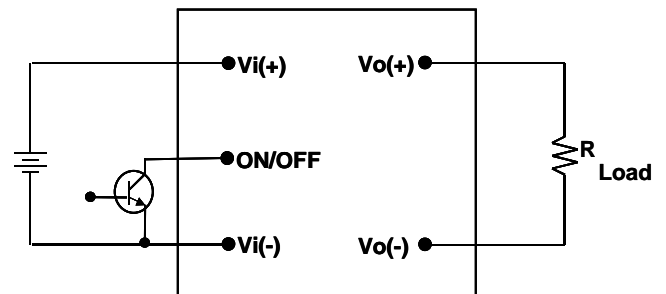 Vi(+)
Vo(+)
ON/OFF
R
Load
Vi(-)
Vo(-)